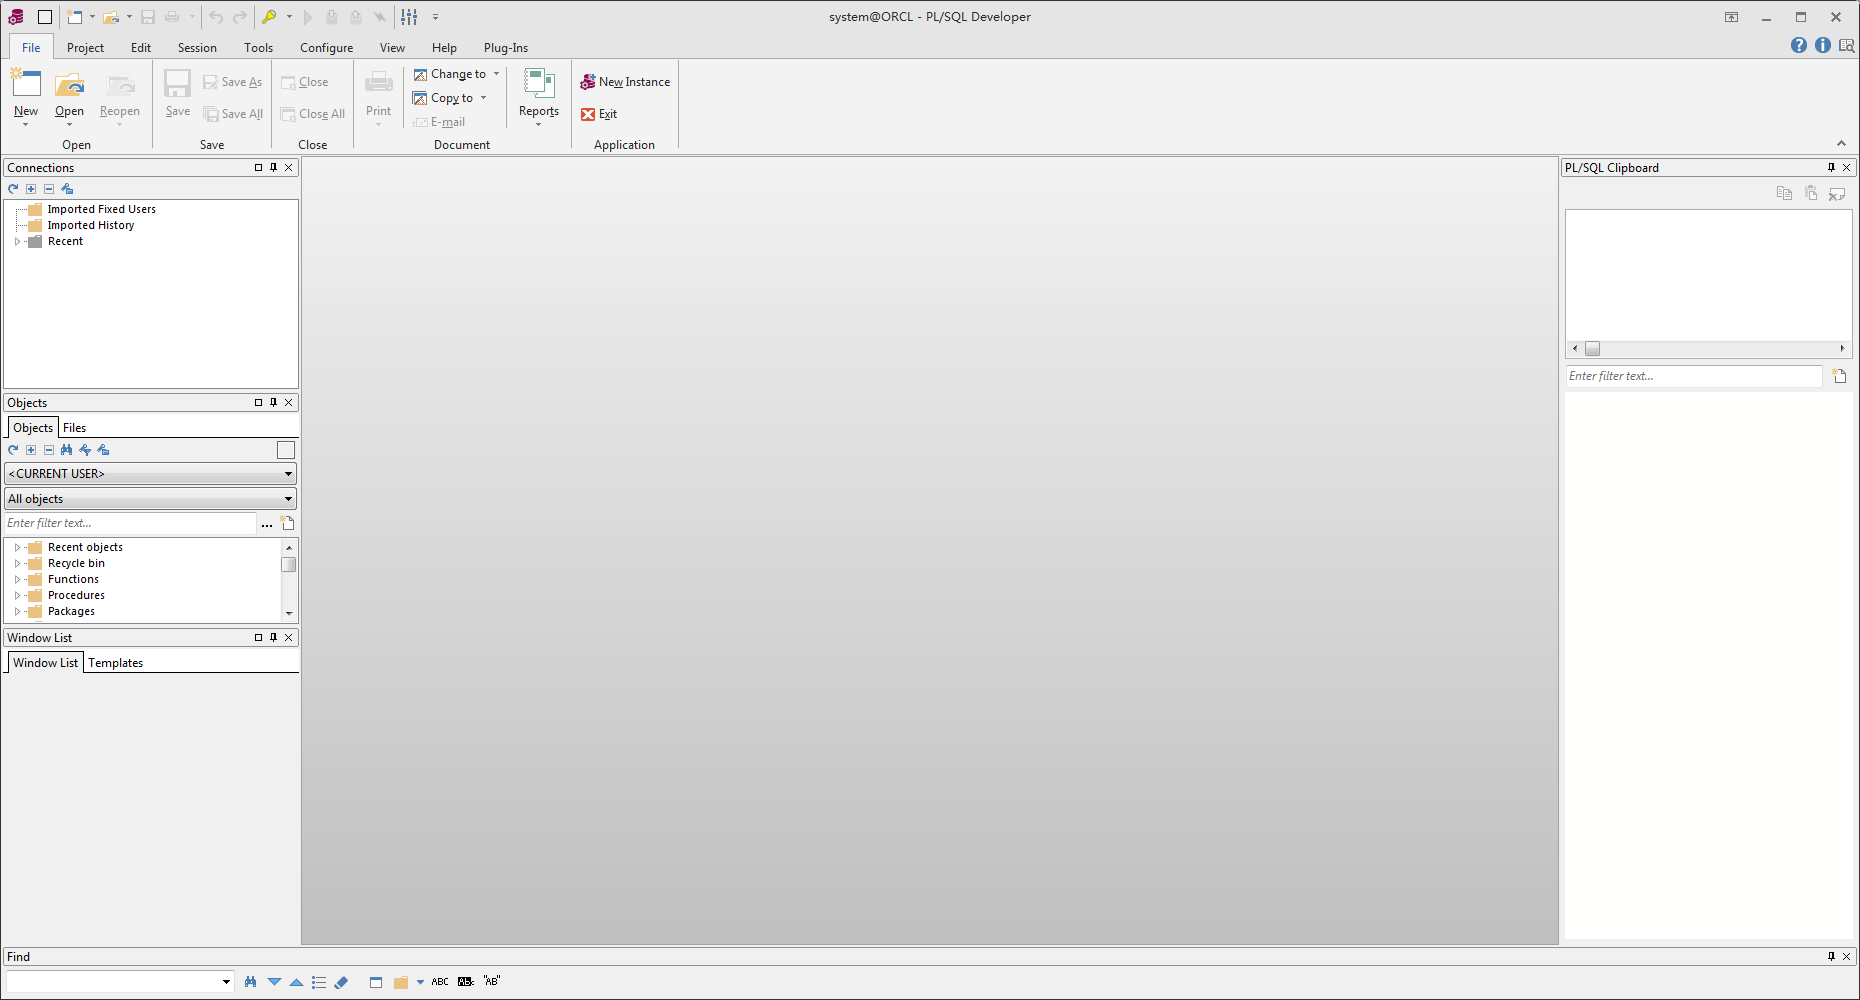 system@ORCL - PL/SQL Developer
File Project Edit Session Tools Configure View Help Plug-Ins
New Open Reopen Save Save As Save All Close Close All Print Change to Copy to E-mail Reports New Instance Exit
Open Save Close Document Application
Connections
Imported Fixed Users
Imported History
Recent
Objects
Objects Files
<CURRENT USER>
All objects
Enter filter text...
Recent objects
Recycle bin
Functions
Procedures
Packages
Window List
Window List Templates
PL/SQL Clipboard
Enter filter text...
Find
ABC AB: "AB"